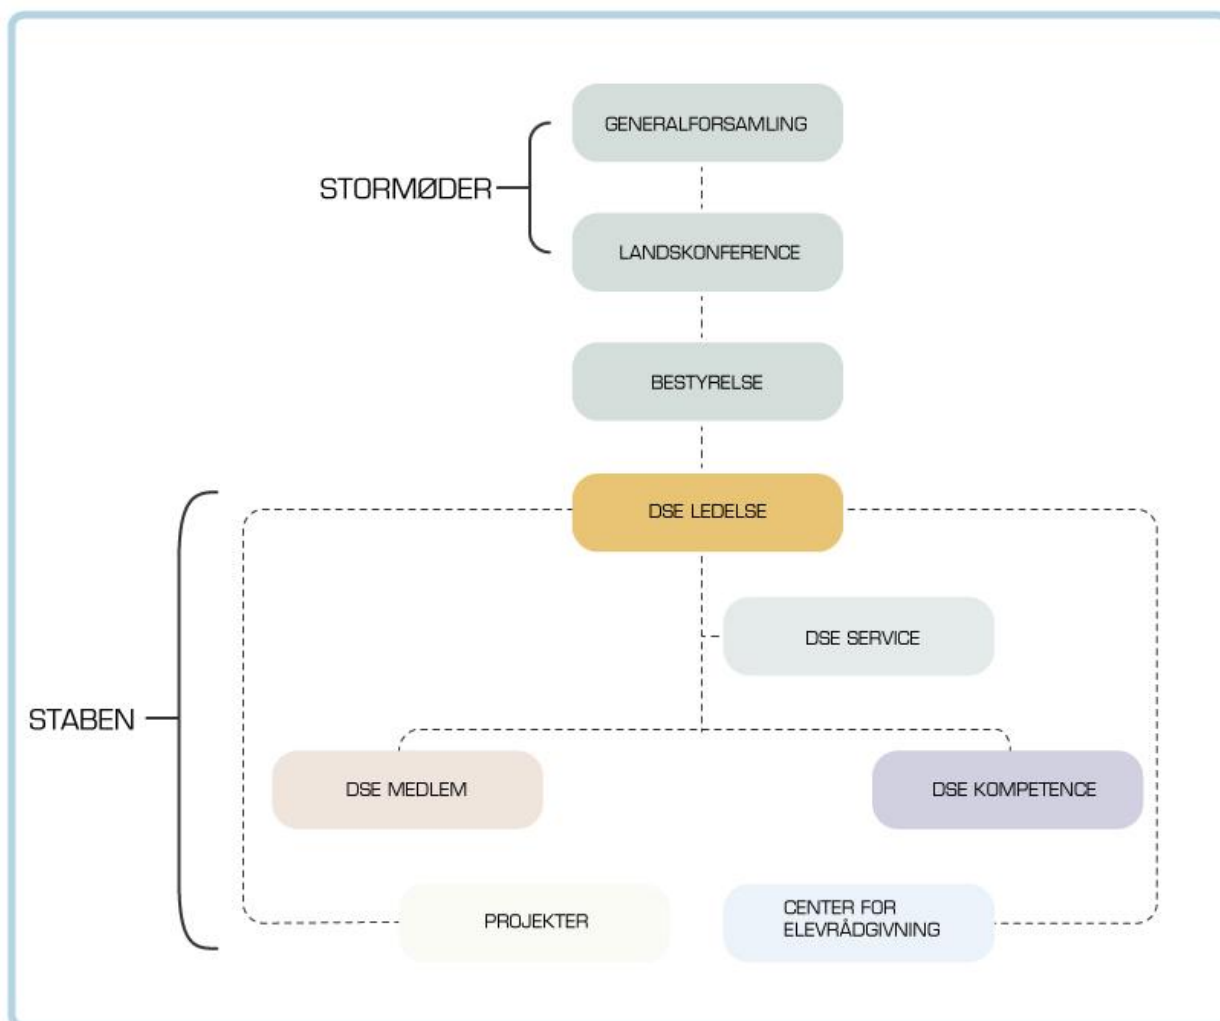 GENERALFORSAMLING
STORMØDER
LANDSKONFERENCE
BESTYRELSE
DSE LEDELSE
DSE SERVICE
STABEN
DSE MEDLEM
DSE KOMPETENCE
PROJEKTER
CENTER FOR
ELEVRÅDGIVNING